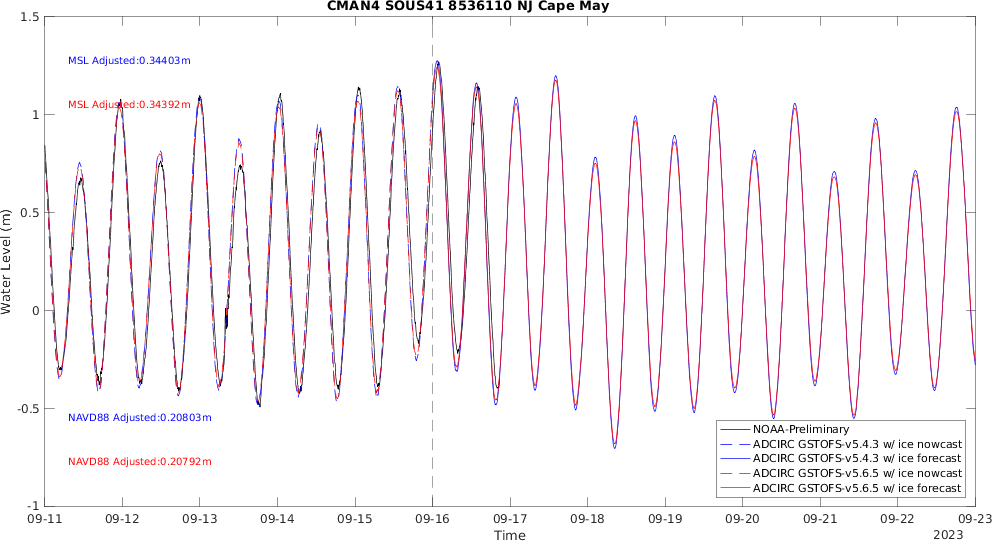 CMAN4 SOUS41 8536110 NJ Cape May
1.5
MSL Adjusted:0.34403m
MSL Adjusted:0.34392m
1
0.5
Water Level (m)
0
-0.5
NAVD88 Adjusted:0.20803m
NAVD88 Adjusted:0.20792m
NOAA-Preliminary
ADCIRC GSTOFS-v5.4.3 w/ ice nowcast
ADCIRC GSTOFS-v5.4.3 w/ ice forecast
ADCIRC GSTOFS-v5.6.5 w/ ice nowcast
ADCIRC GSTOFS-v5.6.5 w/ ice forecast
-1
09-11 09-12 09-13 09-14 09-15 09-16 09-17 09-18 09-19 09-20 09-21 09-22 09-23
Time
2023